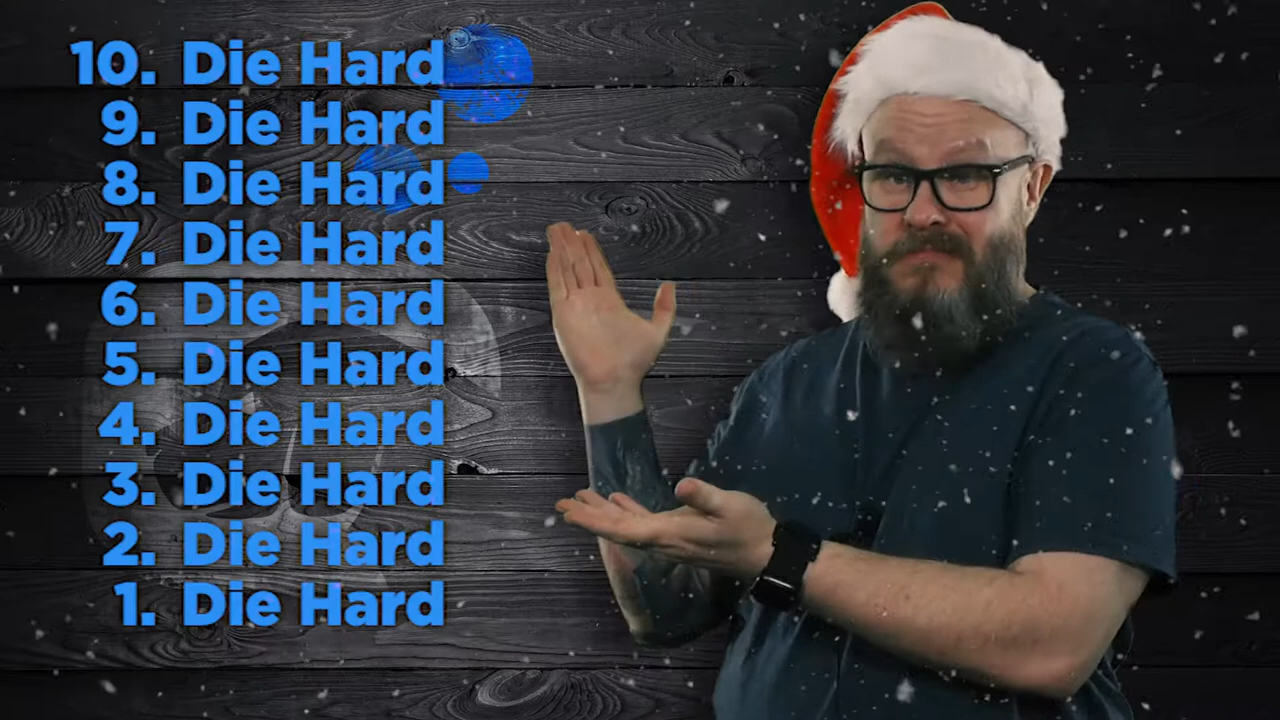 10. Die Hard
9. Die Hard
8. Die Hard
7. Die Hard
6. Die Hard
5. Die Hard
4. Die Hard
3. Die Hard
2. Die Hard
1. Die Hard